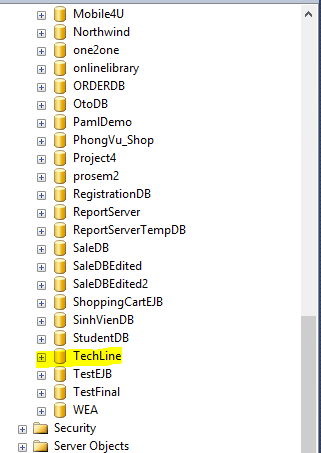 Mobile4U
Northwind
one2one
onlinelibrary
ORDERDB
OtoDB
PamlDemo
PhongVu_Shop
Project4
prosem2
RegistrationDB
ReportServer
ReportServerTempDB
SaleDB
SaleDBEdited
SaleDBEdited2
ShoppingCartEJB
SinhVienDB
StudentDB
TechLine
TestEJB
TestFinal
WEA
Security
Server Objects